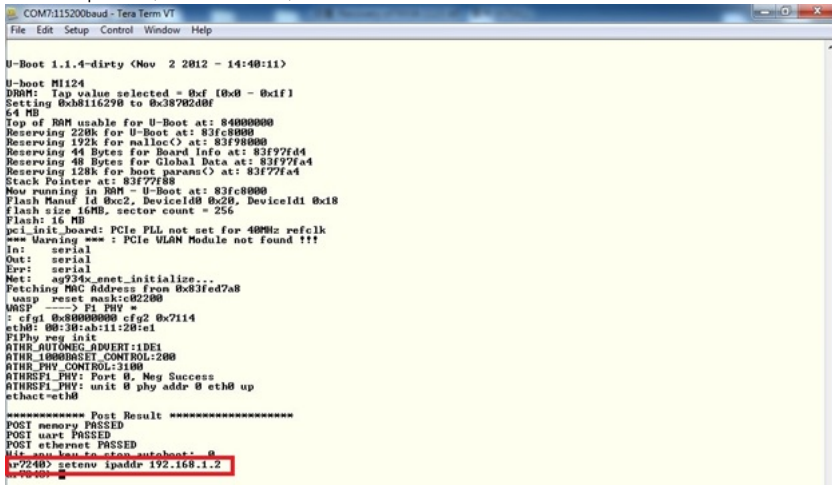 COM7:115200baud - Tera Term VT
File Edit Setup Control Window Help
U-Boot 1.1.4-dirty (Nov 2 2012 - 14:40:11)
U-boot MI124
DRAM: Tap value selected = 0xf [0x0 - 0x1f]
Setting 0xb8116290 to 0x38702d0f
64 MB
Top of RAM usable for U-Boot at: 84000000
Reserving 220k for U-Boot at: 83fc8000
Reserving 192k for malloc() at: 83f98000
Reserving 44 Bytes for Board Info at: 83f97fd4
Reserving 48 Bytes for Global Data at: 83f97fa4
Reserving 128k for boot params() at: 83f77fa4
Stack Pointer at: 83f77f88
Now running in RAM - U-Boot at: 83fc8000
Flash Manuf Id 0xc2, DeviceId0 0x20, DeviceId1 0x18
flash size 16MB, sector count = 256
Flash: 16 MB
pci_init_board: PCIe PLL not set for 40MHz refclk
*** Warning *** : PCIe WLAN Module not found !!!
In: serial
Out: serial
Err: serial
Net: ag934x_enet_initialize...
Fetching MAC Address from 0x83fed7a8
wasp reset mask:c02200
WASP ----> F1 PHY *
: cfg1 0x80000000 cfg2 0x7114
eth0: 00:30:ab:11:20:e1
F1Phy reg init
ATHR_AUTONEG_ADVERT:1DE1
ATHR_1000BASET_CONTROL:200
ATHR_PHY_CONTROL:3100
ATHRSF1_PHY: Port 0, Neg Success
ATHRSF1_PHY: unit 0 phy addr 0 eth0 up
ethact=eth0
************ Post Result ********************
POST memory PASSED
POST uart PASSED
POST ethernet PASSED
Hit any key to stop autoboot: 0
ar7240> setenv ipaddr 192.168.1.2
ar7240>